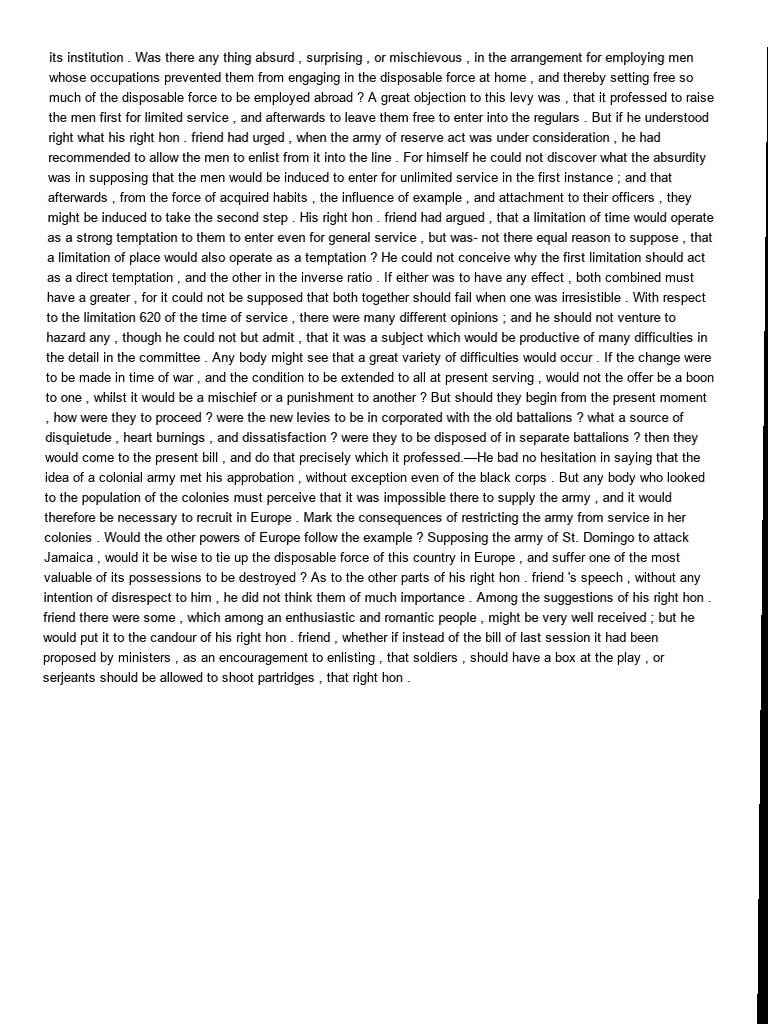 its institution . Was there any thing absurd , surprising , or mischievous , in the arrangement for employing men
whose occupations prevented them from engaging in the disposable force at home , and thereby setting free so
much of the disposable force to be employed abroad ? A great objection to this levy was , that it professed to raise
the men first for limited service , and afterwards to leave them free to enter into the regulars . But if he understood
right what his right hon . friend had urged , when the army of reserve act was under consideration , he had
recommended to allow the men to enlist from it into the line . For himself he could not discover what the absurdity
was in supposing that the men would be induced to enter for unlimited service in the first instance ; and that
afterwards , from the force of acquired habits , the influence of example , and attachment to their officers , they
might be induced to take the second step . His right hon . friend had argued , that a limitation of time would operate
as a strong temptation to them to enter even for general service , but was- not there equal reason to suppose , that
a limitation of place would also operate as a temptation ? He could not conceive why the first limitation should act
as a direct temptation , and the other in the inverse ratio . If either was to have any effect , both combined must
have a greater , for it could not be supposed that both together should fail when one was irresistible . With respect
to the limitation 620 of the time of service , there were many different opinions ; and he should not venture to
hazard any , though he could not but admit , that it was a subject which would be productive of many difficulties in
the detail in the committee . Any body might see that a great variety of difficulties would occur . If the change were
to be made in time of war , and the condition to be extended to all at present serving , would not the offer be a boon
to one , whilst it would be a mischief or a punishment to another ? But should they begin from the present moment
, how were they to proceed ? were the new levies to be in corporated with the old battalions ? what a source of
disquietude , heart burnings , and dissatisfaction ? were they to be disposed of in separate battalions ? then they
would come to the present bill , and do that precisely which it professed.—He bad no hesitation in saying that the
idea of a colonial army met his approbation , without exception even of the black corps . But any body who looked
to the population of the colonies must perceive that it was impossible there to supply the army , and it would
therefore be necessary to recruit in Europe . Mark the consequences of restricting the army from service in her
colonies . Would the other powers of Europe follow the example ? Supposing the army of St. Domingo to attack
Jamaica , would it be wise to tie up the disposable force of this country in Europe , and suffer one of the most
valuable of its possessions to be destroyed ? As to the other parts of his right hon . friend 's speech , without any
intention of disrespect to him , he did not think them of much importance . Among the suggestions of his right hon .
friend there were some , which among an enthusiastic and romantic people , might be very well received ; but he
would put it to the candour of his right hon . friend , whether if instead of the bill of last session it had been
proposed by ministers , as an encouragement to enlisting , that soldiers , should have a box at the play , or
serjeants should be allowed to shoot partridges , that right hon .